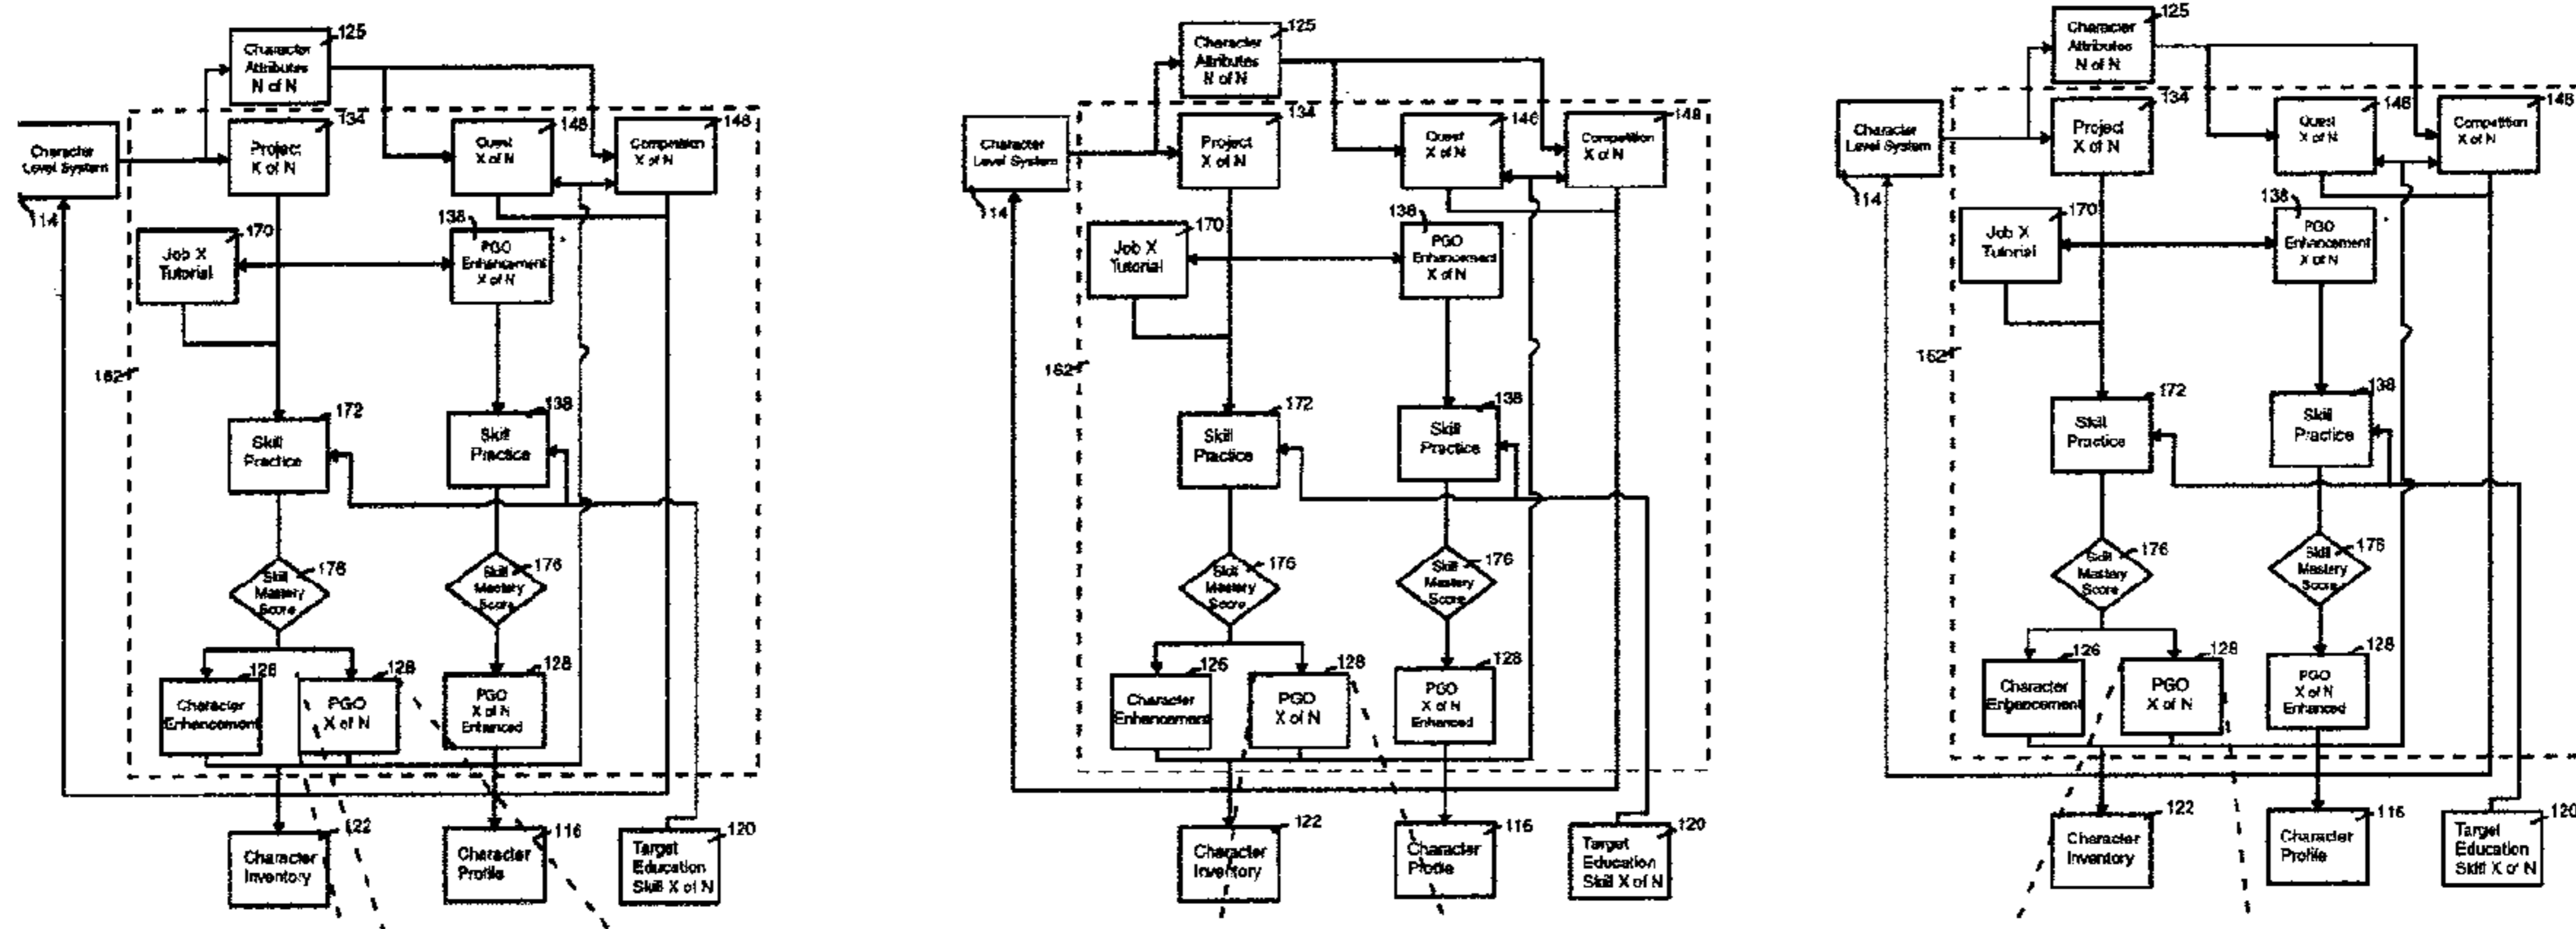 125
Character
Attributes
N of N
134
Project
X of N
148
Quest
X of N
148
Competition
X of N
Character
Level System
114
170
Job X
Tutorial
138
PGO
Enhancement
X of N
162
172
Skill
Practice
138
Skill
Practice
176
Skill
Mastery
Score
176
Skill
Mastery
Score
126
Character
Enhancement
128
PGO
X of N
128
PGO
X of N
Enhanced
122
Character
Inventory
116
Character
Profile
120
Target
Education
Skill X of N
125
Character
Attributes
N of N
134
Project
X of N
146
Quest
X of N
148
Competition
X of N
Character
Level System
114
170
Job X
Tutorial
138
PGO
Enhancement
X of N
162
172
Skill
Practice
138
Skill
Practice
176
Skill
Mastery
Score
176
Skill
Mastery
Score
126
Character
Enhancement
128
PGO
X of N
128
PGO
X of N
Enhanced
122
Character
Inventory
116
Character
Profile
120
Target
Education
Skill X of N
125
Character
Attributes
N of N
134
Project
X of N
146
Quest
X of N
148
Competition
X of N
Character
Level System
114
170
Job X
Tutorial
138
PGO
Enhancement
X of N
162
172
Skill
Practice
138
Skill
Practice
176
Skill
Mastery
Score
176
Skill
Mastery
Score
126
Character
Enhancement
128
PGO
X of N
128
PGO
X of N
Enhanced
122
Character
Inventory
116
Character
Profile
120
Target
Education
Skill X of N